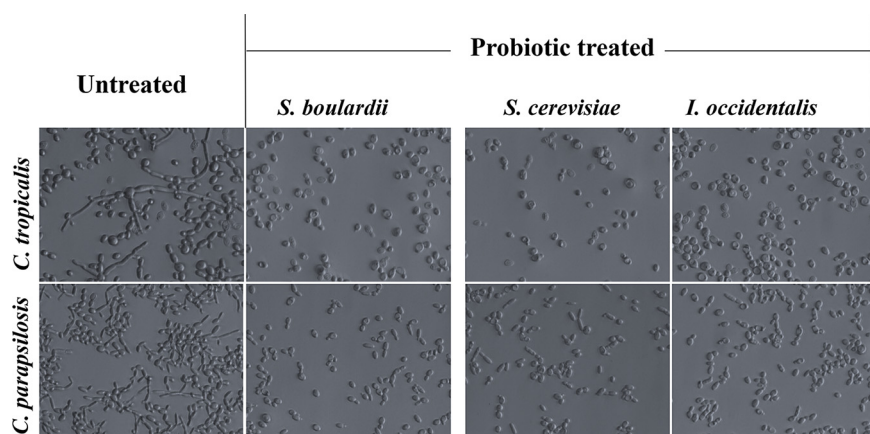 Probiotic treated
Untreated
S. boulardii
S. cerevisiae
I. occidentalis
C. tropicalis
C. parapsilosis